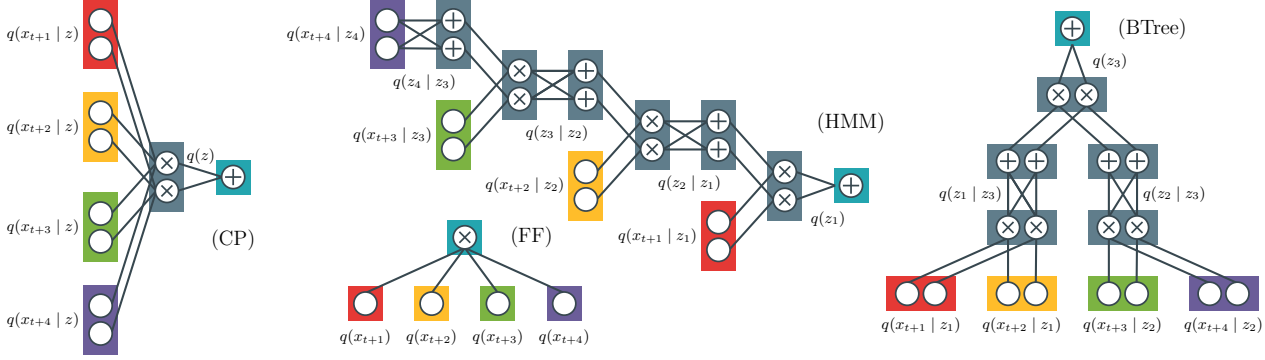 q(x_{t+1} | z)
q(x_{t+2} | z)
q(z)
q(x_{t+3} | z)
(CP)
q(x_{t+4} | z)
q(x_{t+4} | z_4)
q(z_4 | z_3)
q(x_{t+3} | z_3)
q(z_3 | z_2)
(HMM)
q(x_{t+2} | z_2)
q(z_2 | z_1)
q(x_{t+1} | z_1)
q(z_1)
(FF)
q(x_{t+1})
q(x_{t+2})
q(x_{t+3})
q(x_{t+4})
(BTree)
q(z_3)
q(z_1 | z_3)
q(z_2 | z_3)
q(x_{t+1} | z_1)
q(x_{t+2} | z_1)
q(x_{t+3} | z_2)
q(x_{t+4} | z_2)